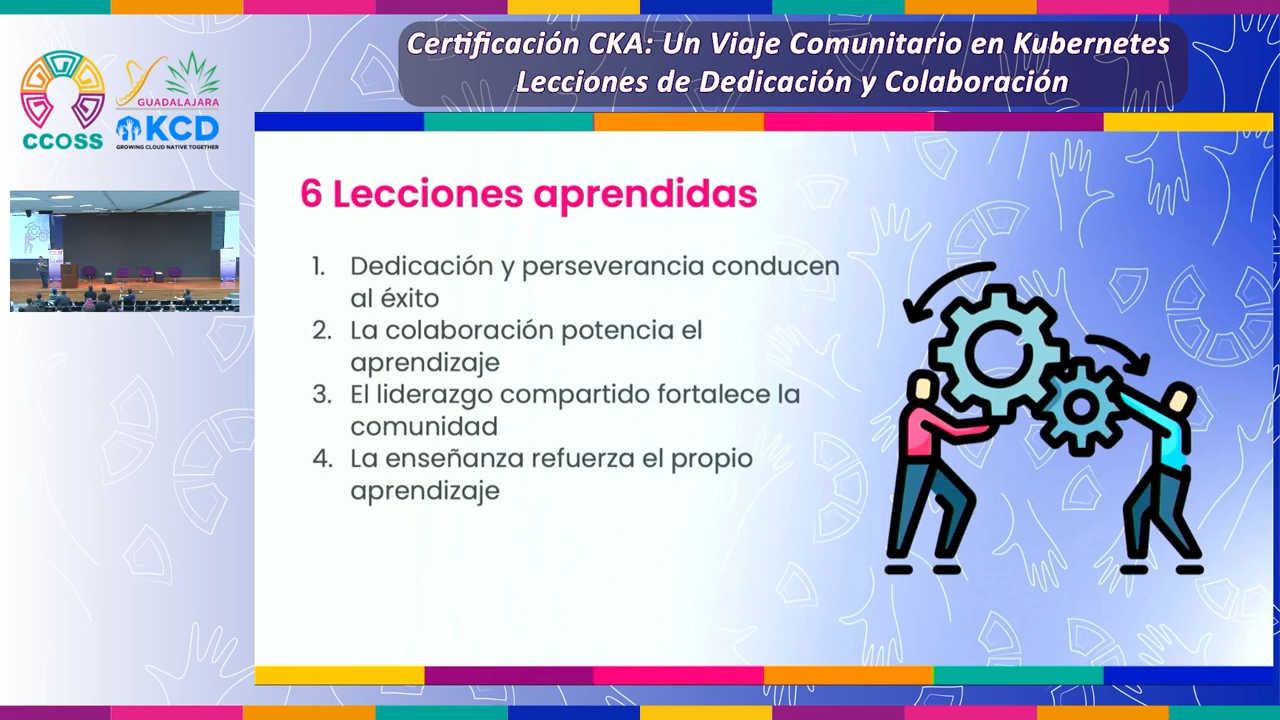 Certificación CKA: Un Viaje Comunitario en Kubernetes
Lecciones de Dedicación y Colaboración
CCOSS
GUADALAJARA
KCD
GROWING CLOUD NATIVE TOGETHER
6 Lecciones aprendidas
1. Dedicación y perseverancia conducen
al éxito
2. La colaboración potencia el
aprendizaje
3. El liderazgo compartido fortalece la
comunidad
4. La enseñanza refuerza el propio
aprendizaje